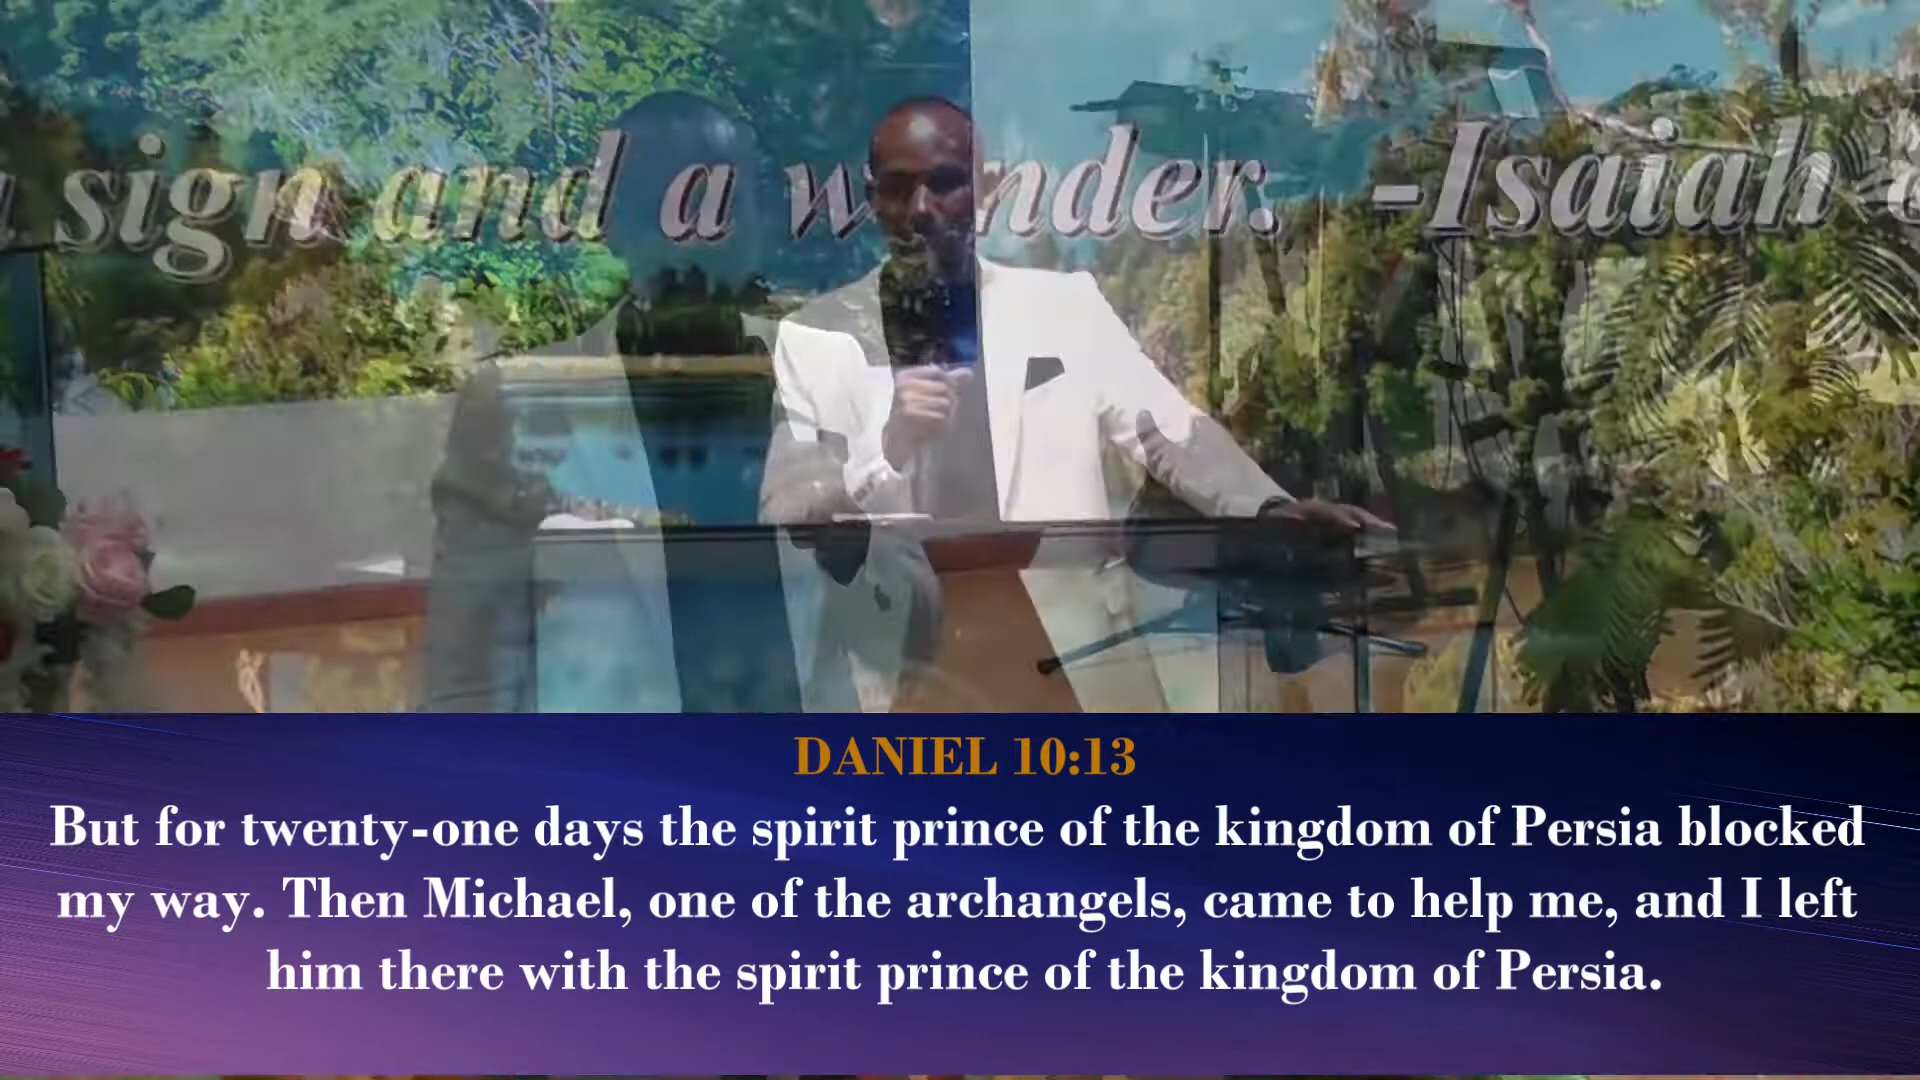 sign and a wonder. -Isaiah
DANIEL 10:13
But for twenty-one days the spirit prince of the kingdom of Persia blocked
my way. Then Michael, one of the archangels, came to help me, and I left
him there with the spirit prince of the kingdom of Persia.